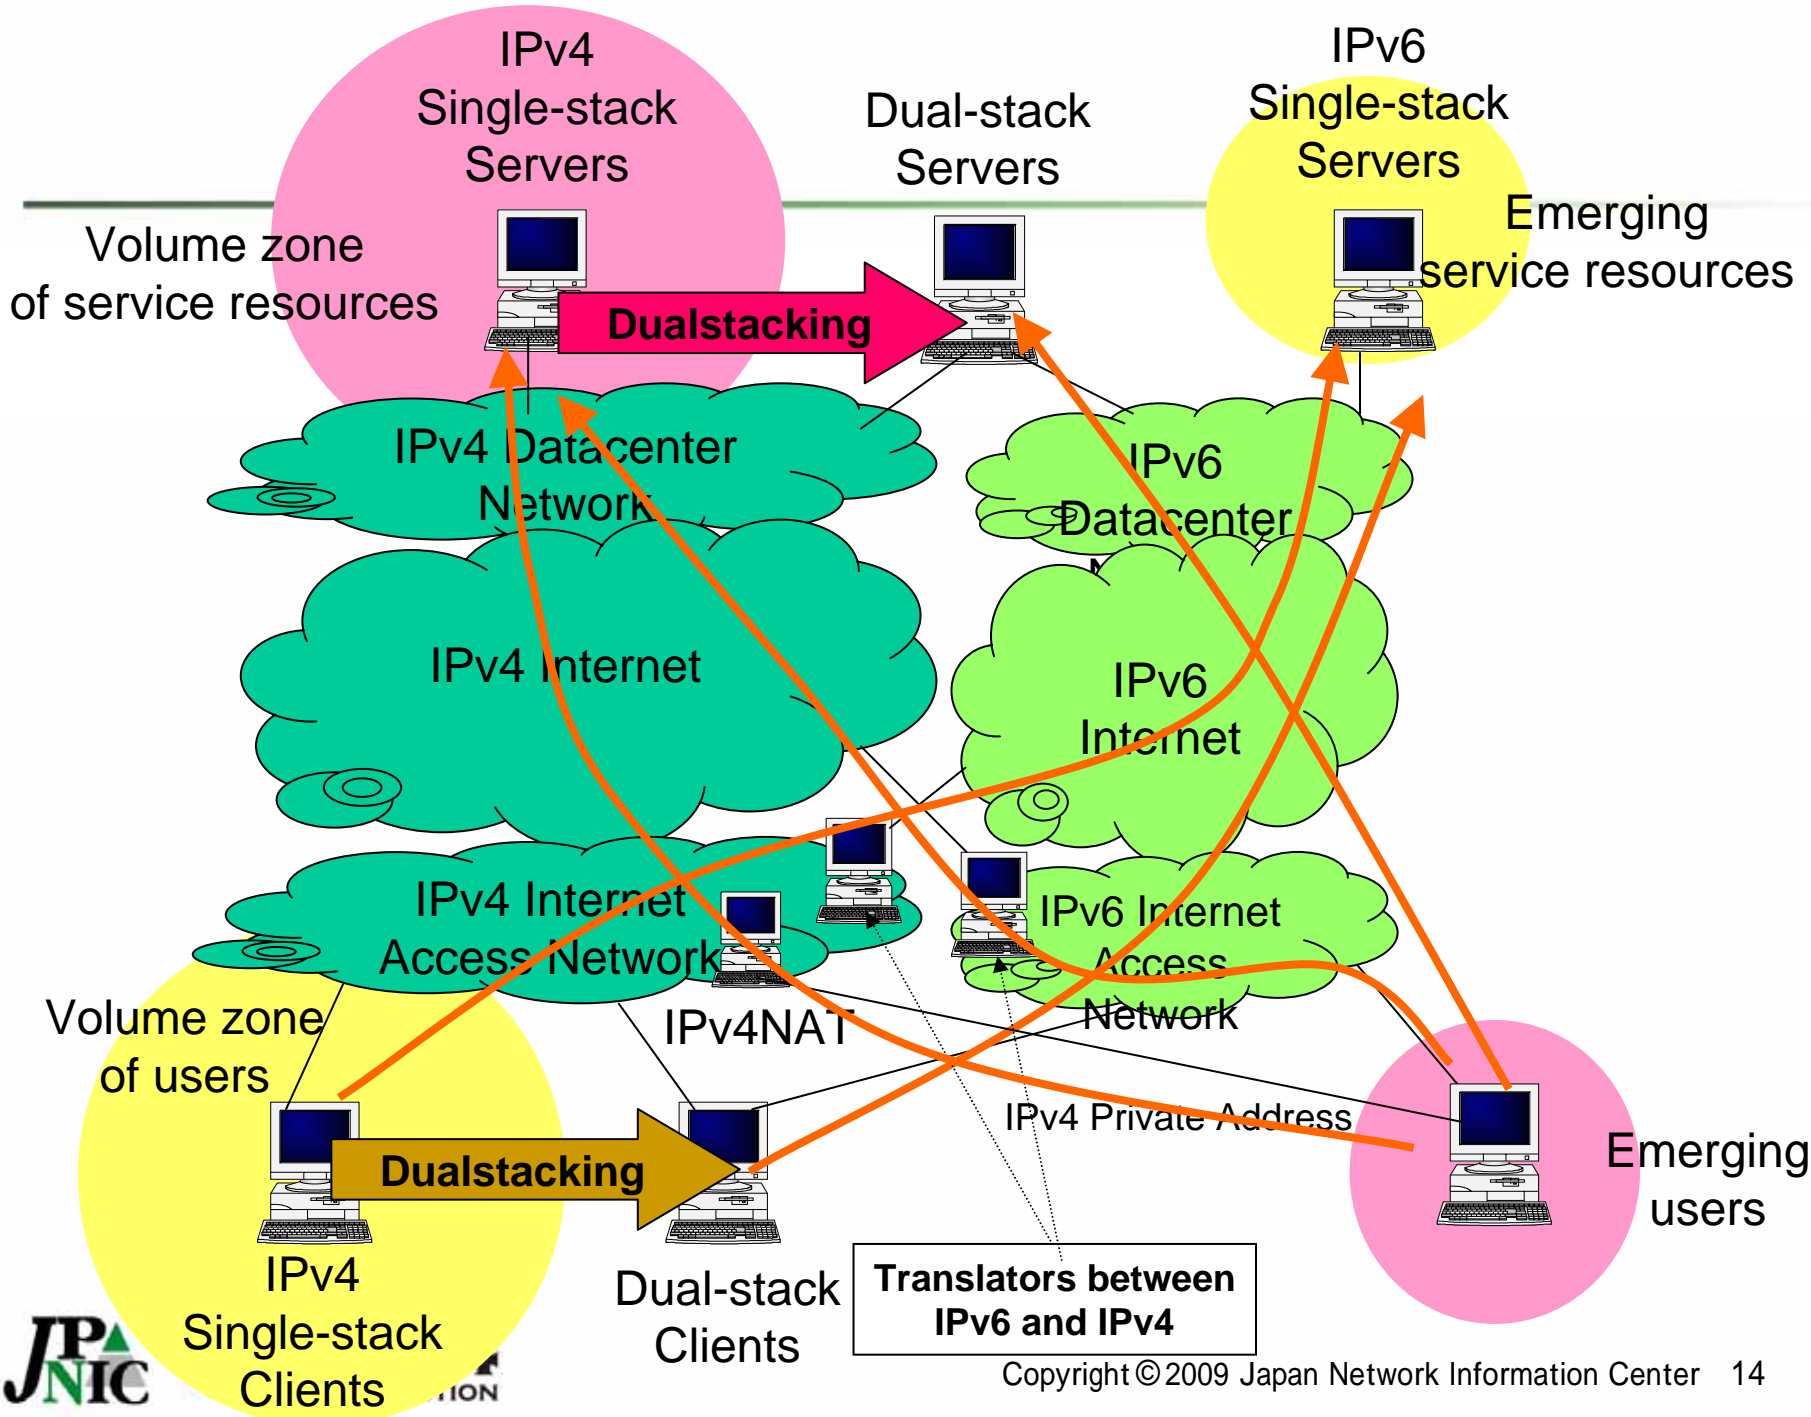 IPv4
Single-stack
Servers
Dual-stack
Servers
IPv6
Single-stack
Servers
Volume zone
of service resources
Emerging
service resources
Dualstacking
IPv4 Datacenter
Network
IPv6
Datacenter
IPv4 Internet
IPv6
Internet
IPv4 Internet
Access Network
IPv6 Internet
Access
Network
IPv4NAT
Volume zone
of users
IPv4 Private Address
Emerging
users
Dualstacking
IPv4
Single-stack
Clients
Dual-stack
Clients
Translators between
IPv6 and IPv4
JPNIC
Copyright © 2009 Japan Network Information Center 14